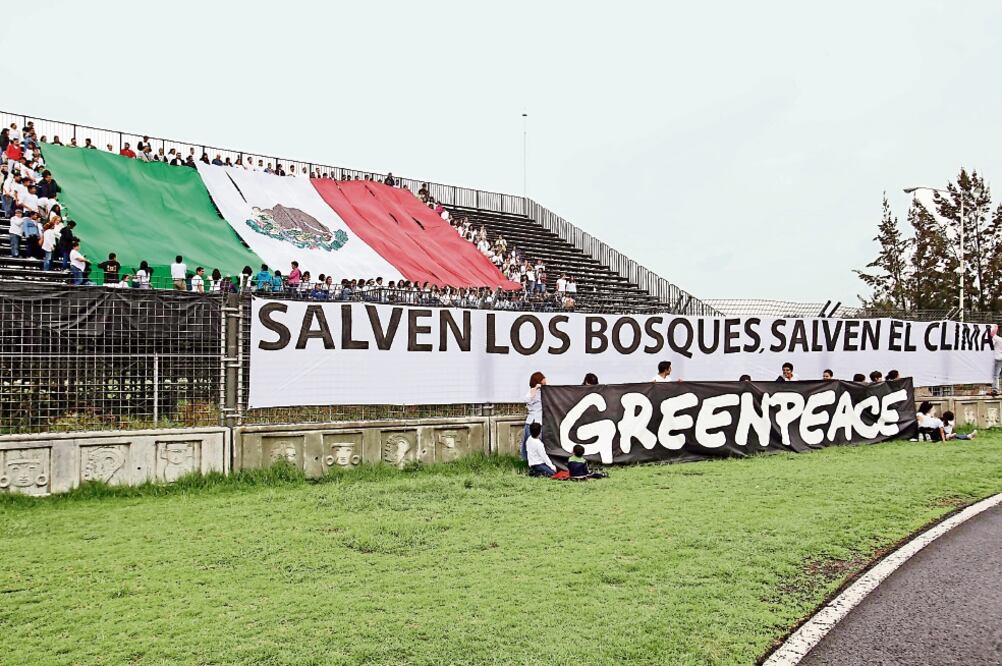 SALVEN LOS BOSQUES, SALVEN EL CLIMA
GREENPEACE